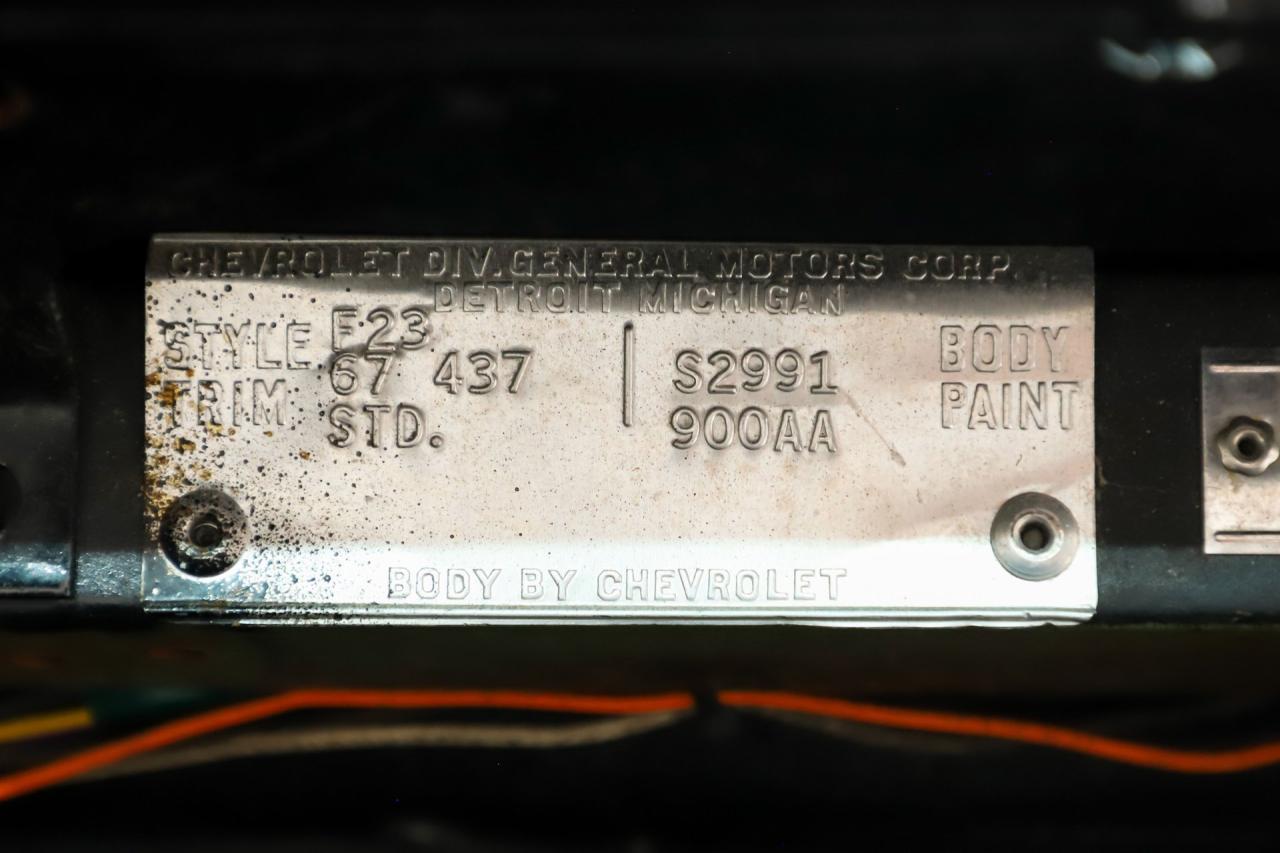 CHEVROLET DIV. GENERAL MOTORS CORP.
DETROIT MICHIGAN
F23
STYLE 67 437 S2991 BODY
TRIM STD. 900AA PAINT
BODY BY CHEVROLET